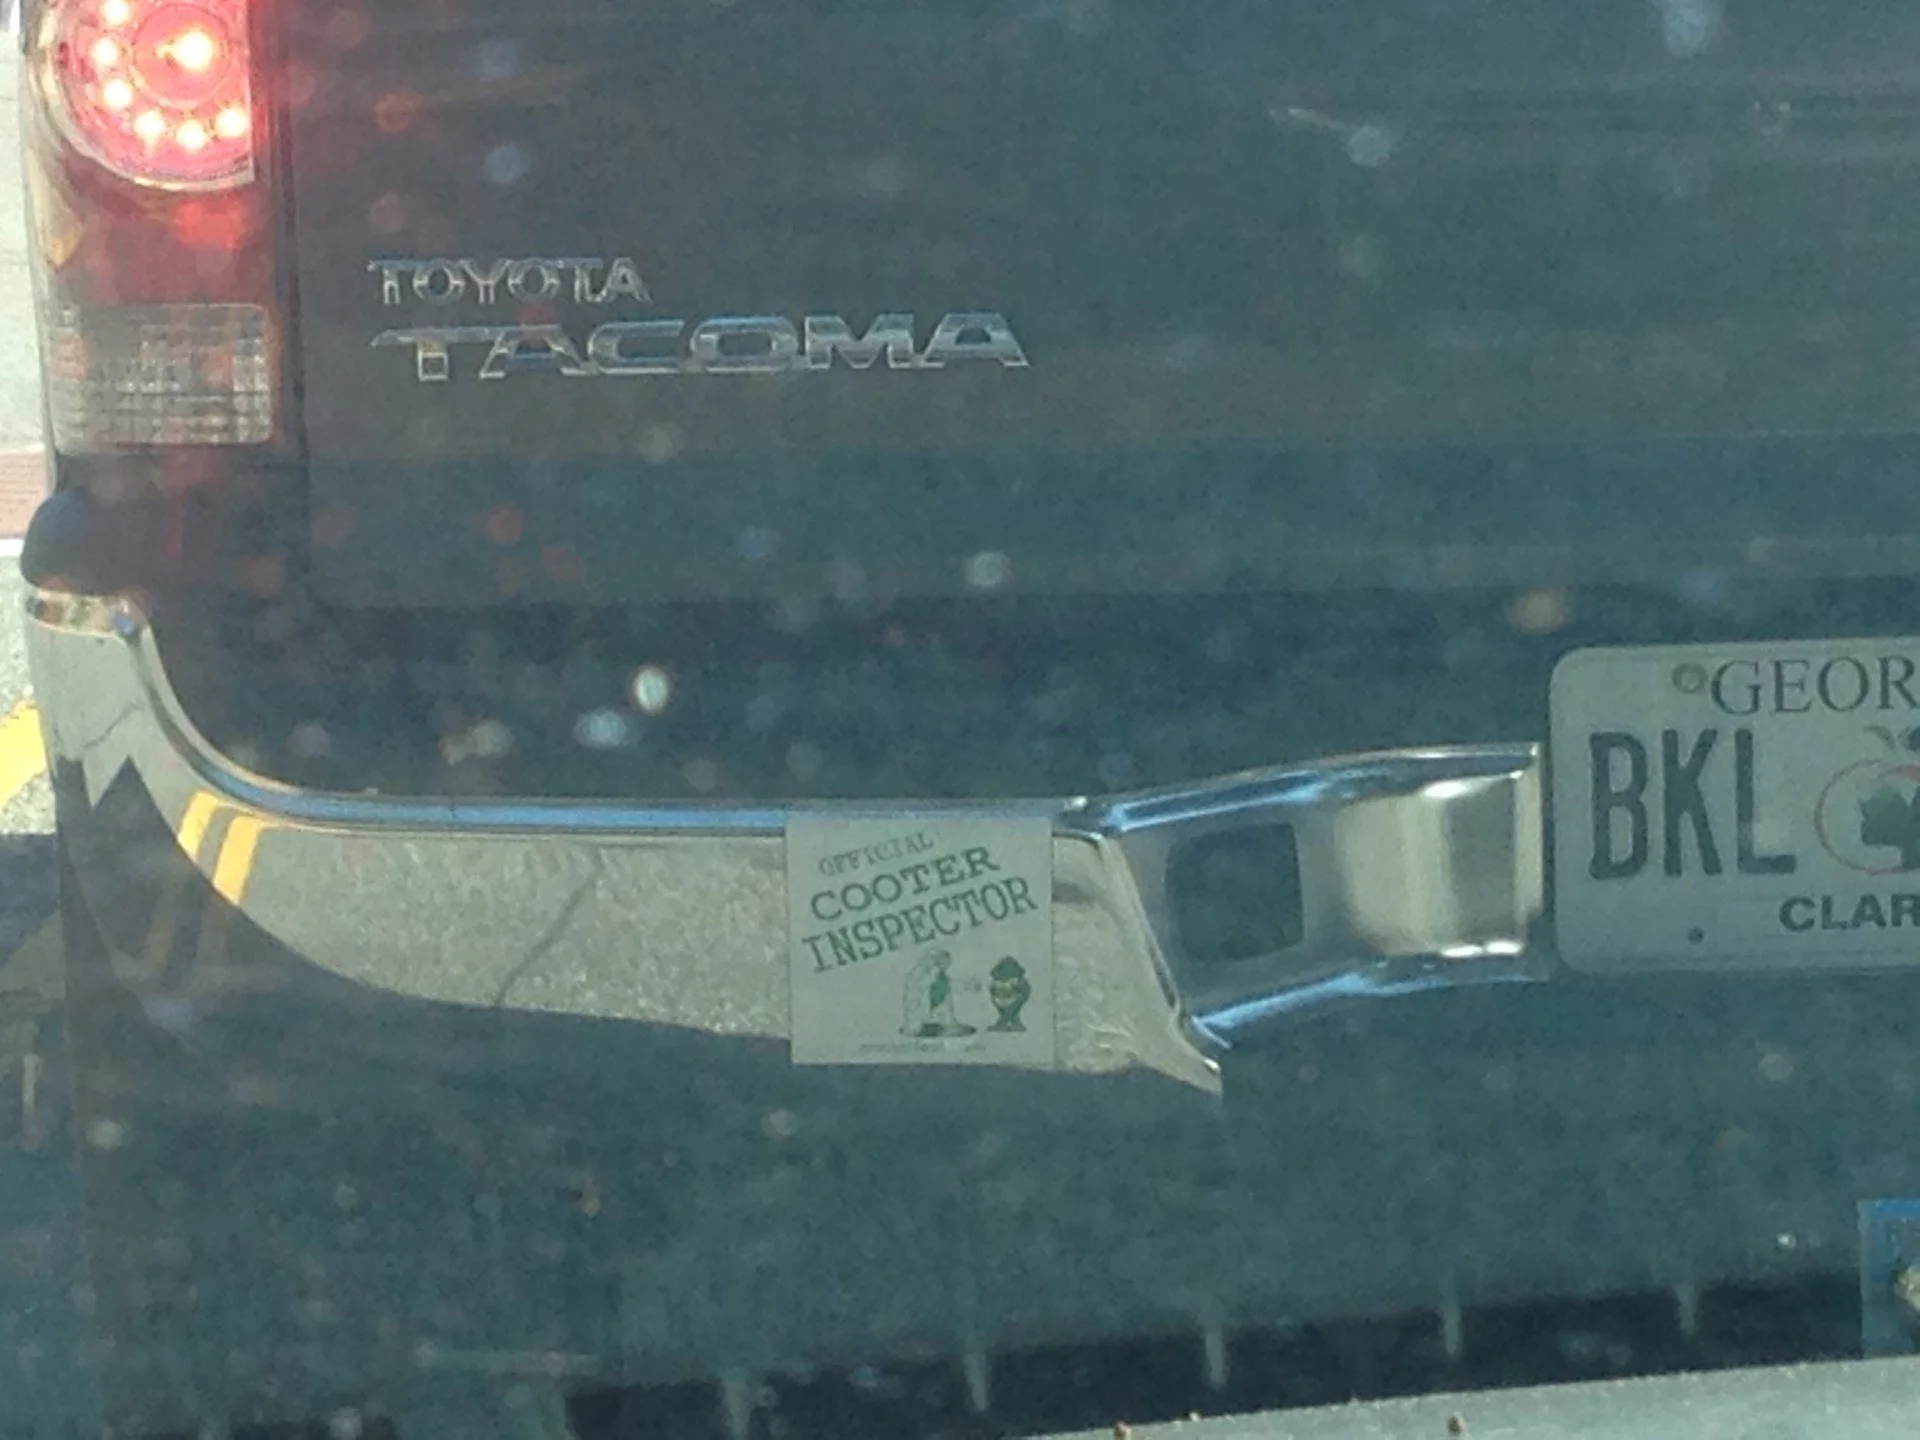 TOYOTA
TACOMA
GEOR
BKL
CLAR
OFFICIAL
COOTER
INSPECTOR